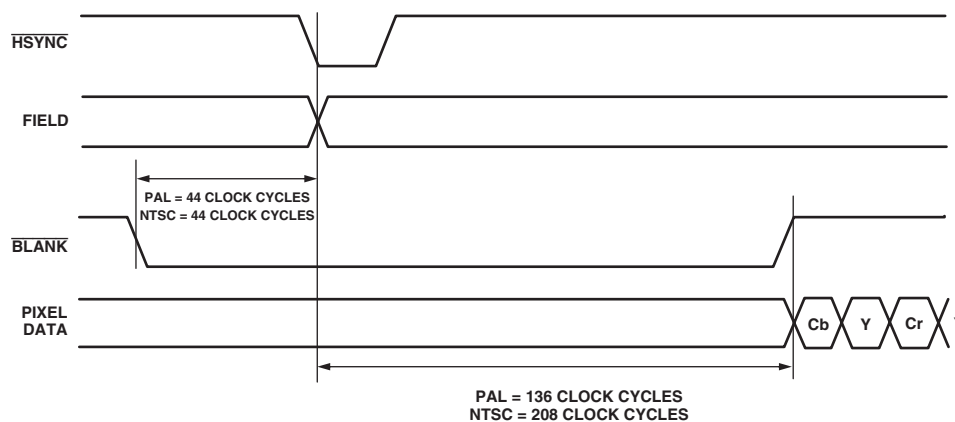 HSYNC
FIELD
PAL = 44 CLOCK CYCLES
NTSC = 44 CLOCK CYCLES
BLANK
PIXEL
DATA
Cb Y Cr
PAL = 136 CLOCK CYCLES
NTSC = 208 CLOCK CYCLES